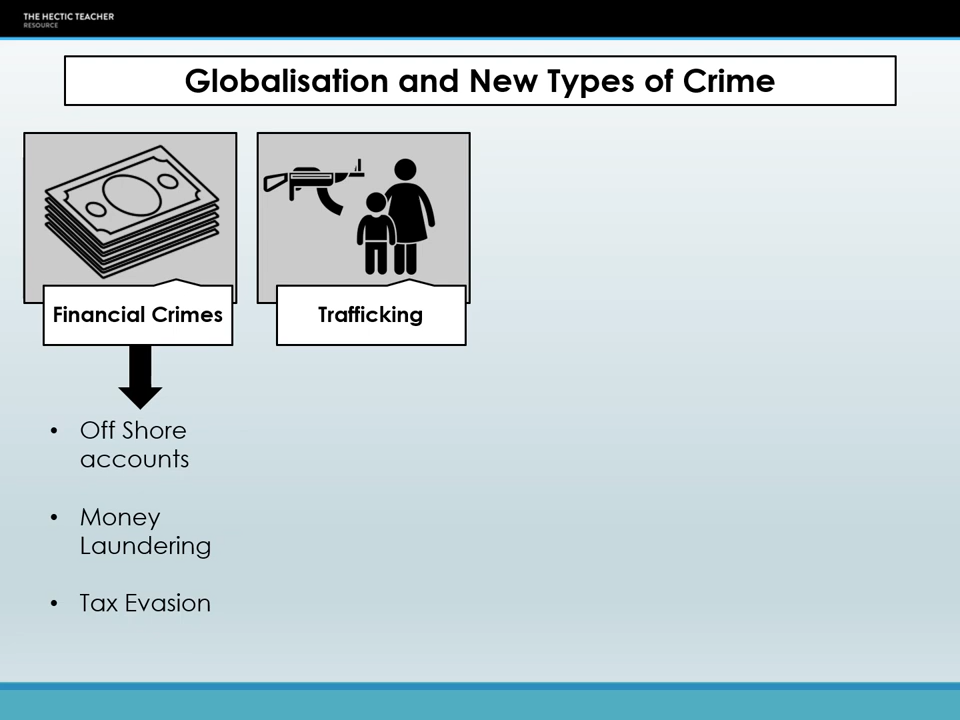 THE HECTIC TEACHER
RESOURCE
Globalisation and New Types of Crime
Financial Crimes
Trafficking
• Off Shore
accounts
• Money
Laundering
• Tax Evasion